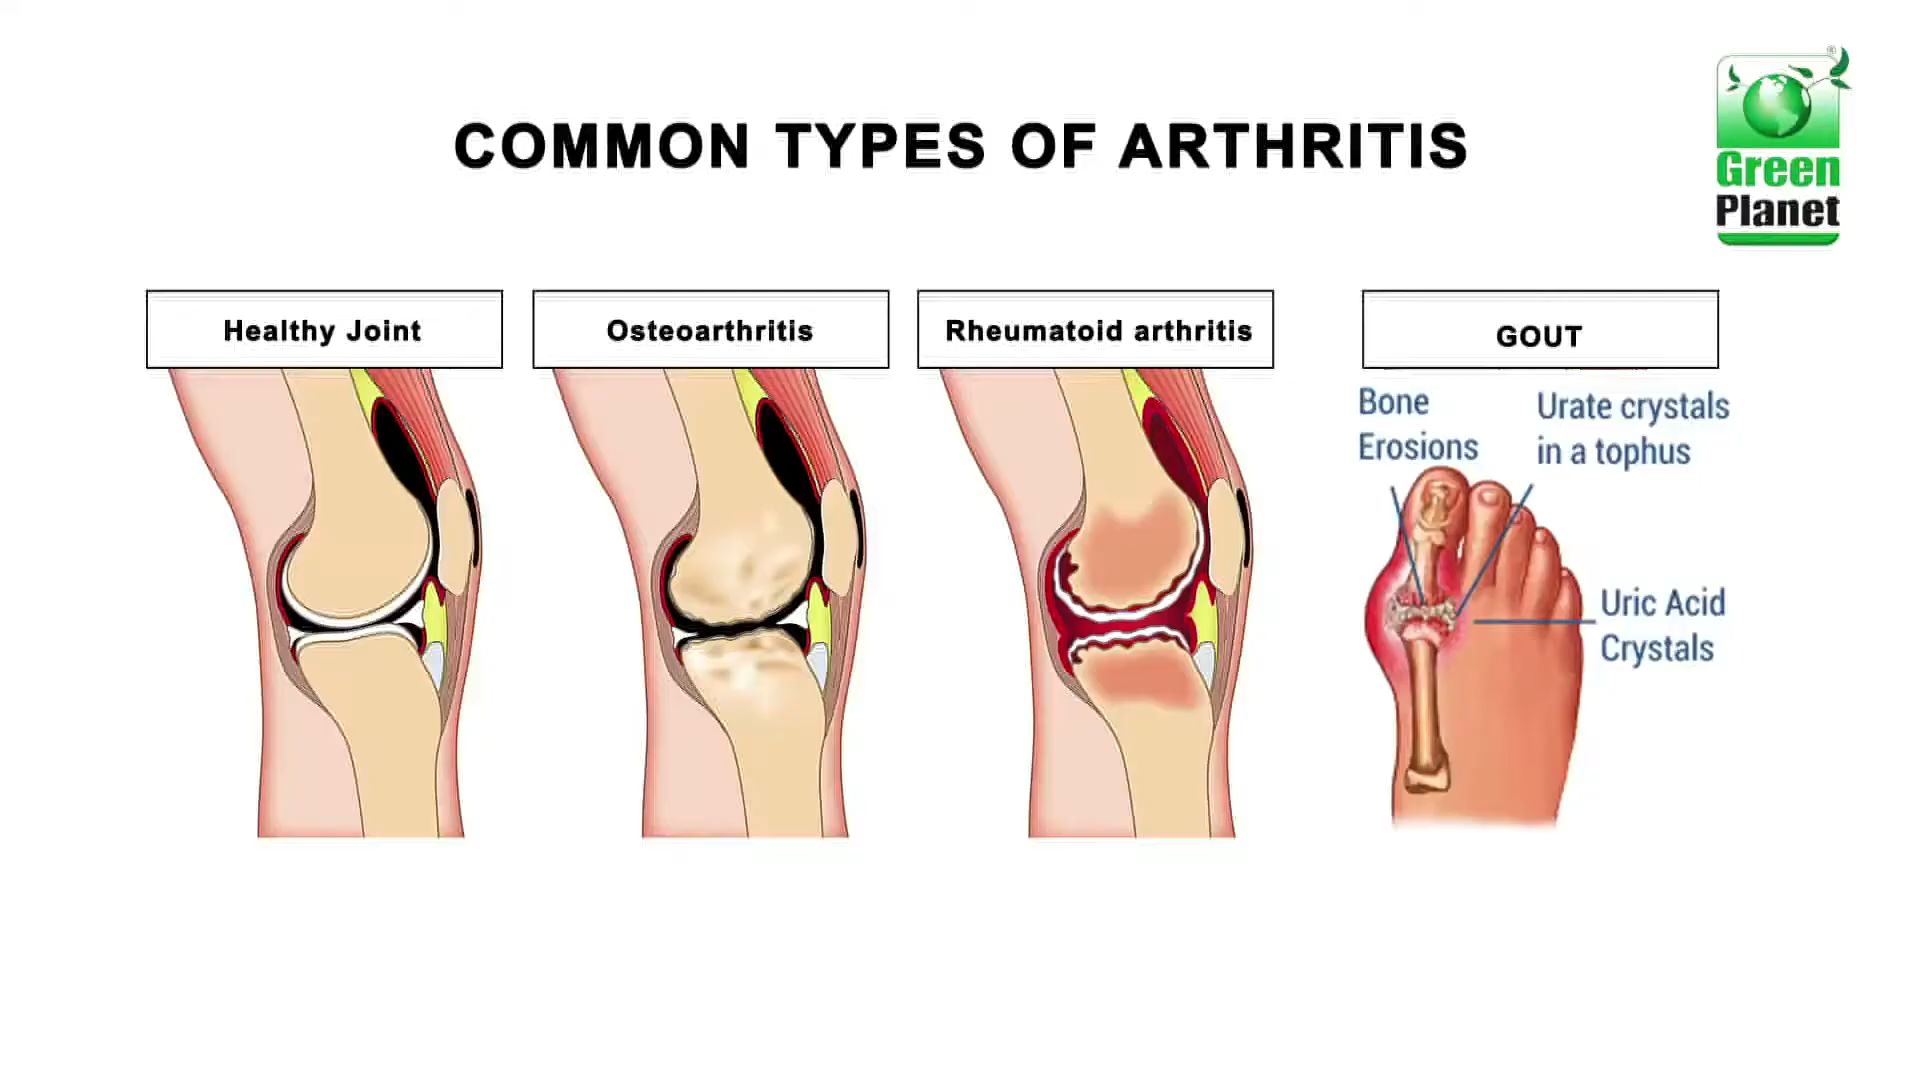 COMMON TYPES OF ARTHRITIS
®
Green
Planet
Healthy Joint
Osteoarthritis
Rheumatoid arthritis
GOUT
Bone
Erosions
Urate crystals
in a tophus
Uric Acid
Crystals